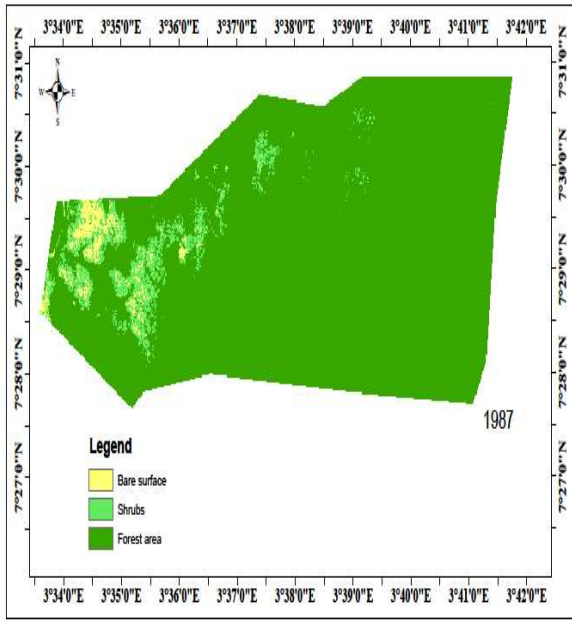 3°34'0"E 3°35'0"E 3°36'0"E 3°37'0"E 3°38'0"E 3°39'0"E 3°40'0"E 3°41'0"E 3°42'0"E
7°31'0"N 7°31'0"N
N
W E
S
7°30'0"N 7°30'0"N
7°29'0"N 7°29'0"N
7°28'0"N 7°28'0"N
1987
Legend
7°27'0"N 7°27'0"N
Bare surface
Shrubs
Forest area
3°34'0"E 3°35'0"E 3°36'0"E 3°37'0"E 3°38'0"E 3°39'0"E 3°40'0"E 3°41'0"E 3°42'0"E